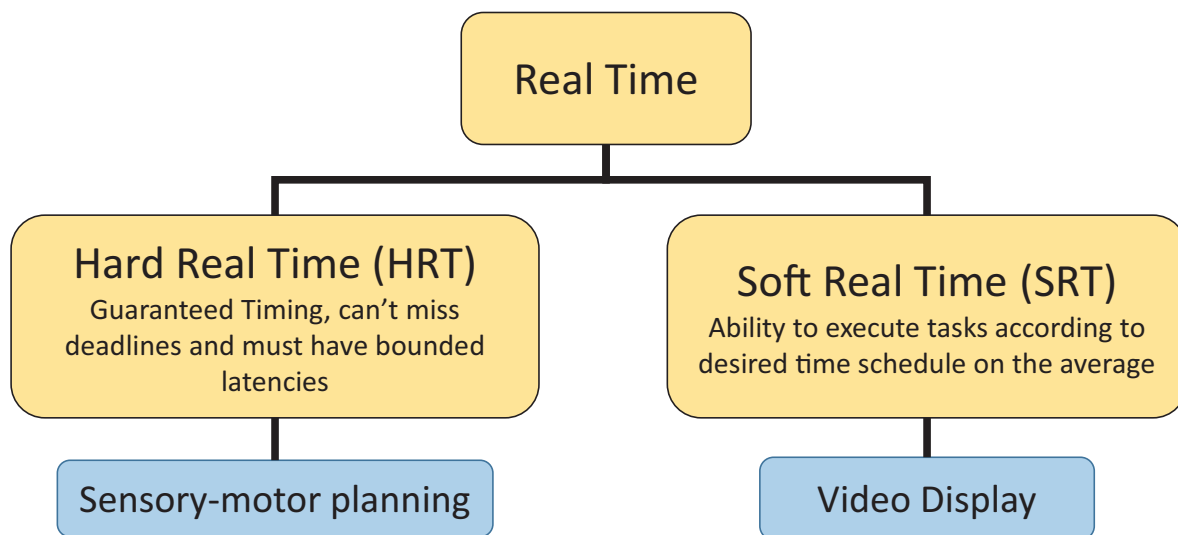 Real Time
Hard Real Time (HRT)
Guaranteed Timing, can’t miss
deadlines and must have bounded
latencies
Sensory-motor planning
Soft Real Time (SRT)
Ability to execute tasks according to
desired time schedule on the average
Video Display